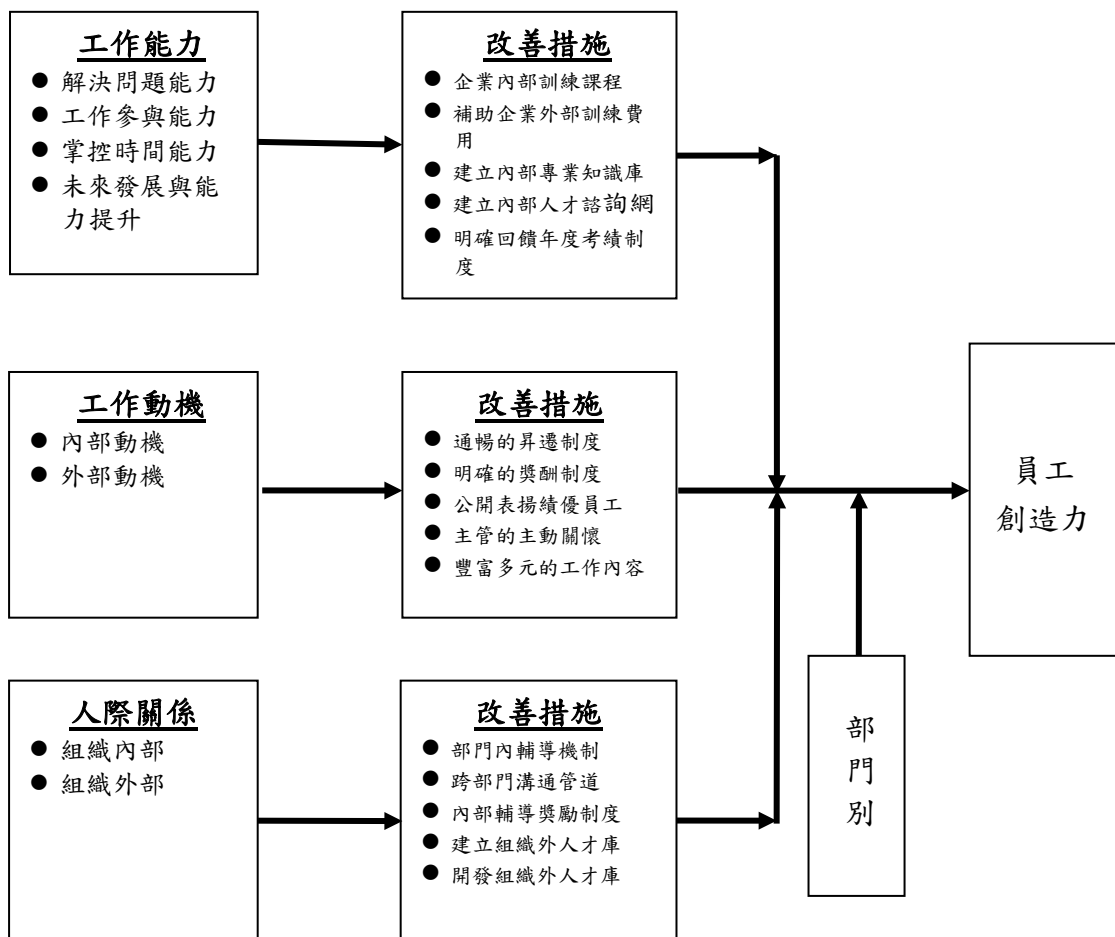 工作能力
● 解決問題能力
● 工作參與能力
● 掌控時間能力
● 未來發展與能
力提升
改善措施
● 企業內部訓練課程
● 補助企業外部訓練費
用
● 建立內部專業知識庫
● 建立內部人才諮詢網
● 明確回饋年度考績制
度
工作動機
● 內部動機
● 外部動機
改善措施
● 通暢的昇遷制度
● 明確的獎酬制度
● 公開表揚績優員工
● 主管的主動關懷
● 豐富多元的工作內容
員工
創造力
人際關係
● 組織內部
● 組織外部
改善措施
● 部門內輔導機制
● 跨部門溝通管道
● 內部輔導獎勵制度
● 建立組織外人才庫
● 開發組織外人才庫
部
門
別